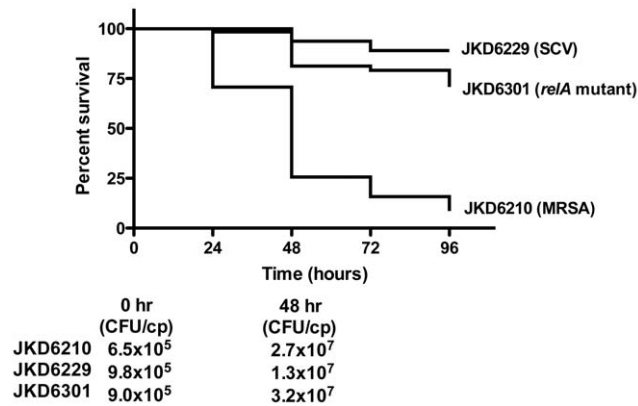 Percent survival
100
75
50
25
0
JKD6229 (SCV)
JKD6301 (relA mutant)
JKD6210 (MRSA)
0 24 48 72 96
Time (hours)
0 hr 48 hr
(CFU/cp) (CFU/cp)
JKD6210 6.5x10⁵ 2.7x10⁷
JKD6229 9.8x10⁵ 1.3x10⁷
JKD6301 9.0x10⁵ 3.2x10⁷